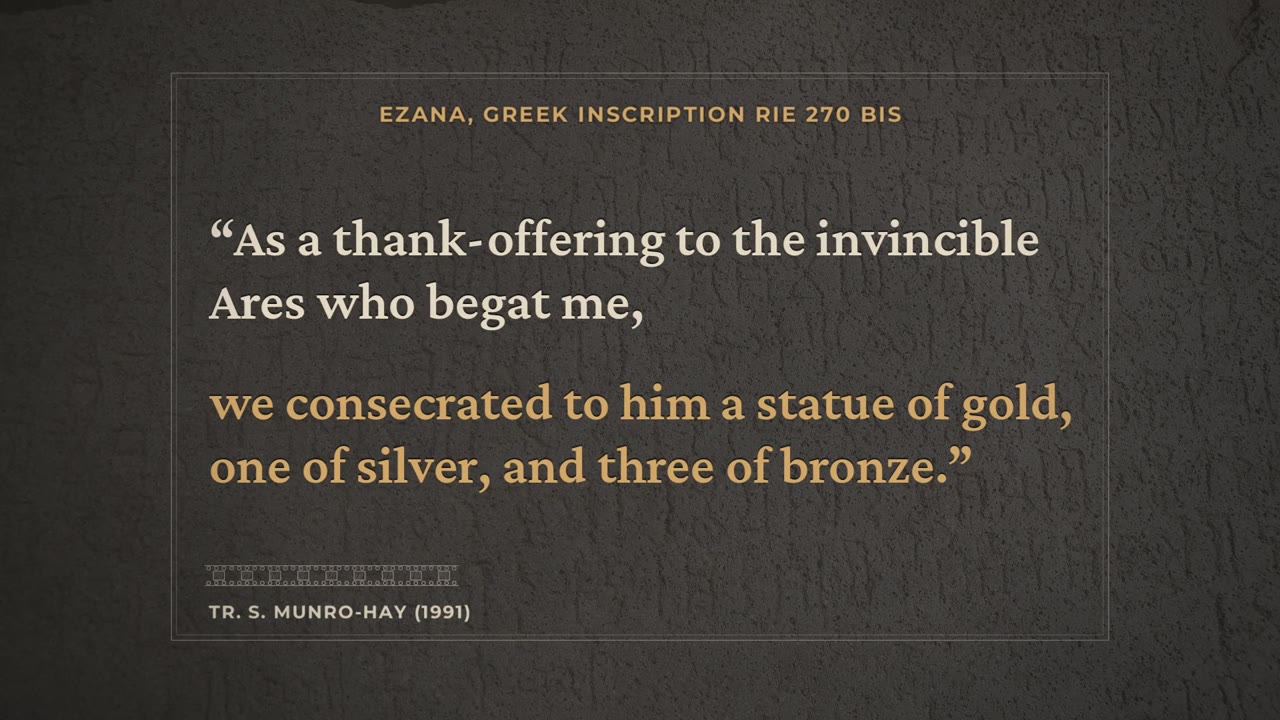 EZANA, GREEK INSCRIPTION RIE 270 BIS
“As a thank-offering to the invincible
Ares who begat me,
we consecrated to him a statue of gold,
one of silver, and three of bronze.”
TR. S. MUNRO-HAY (1991)